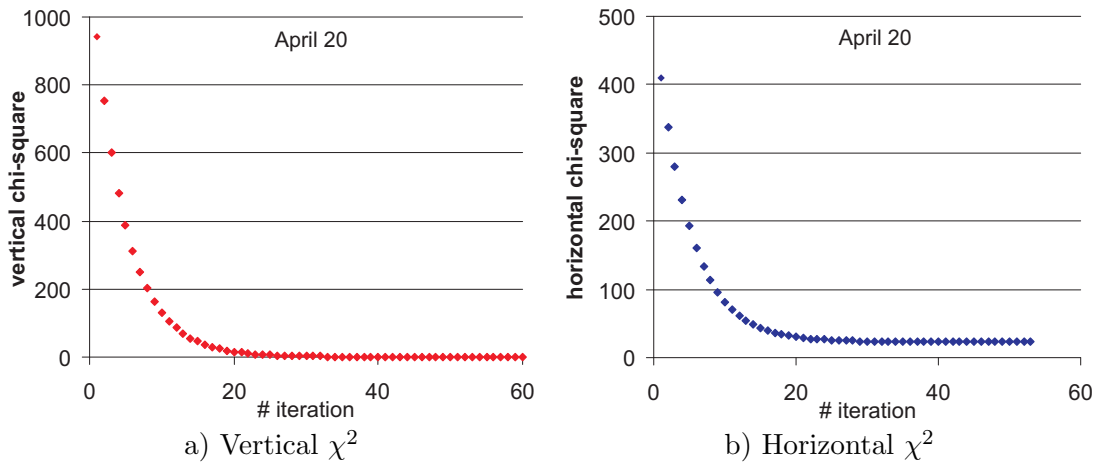 April 20
vertical chi-square
1000
800
600
400
200
0
0 20 40 60
# iteration
a) Vertical χ²
April 20
horizontal chi-square
500
400
300
200
100
0
0 20 40 60
# iteration
b) Horizontal χ²